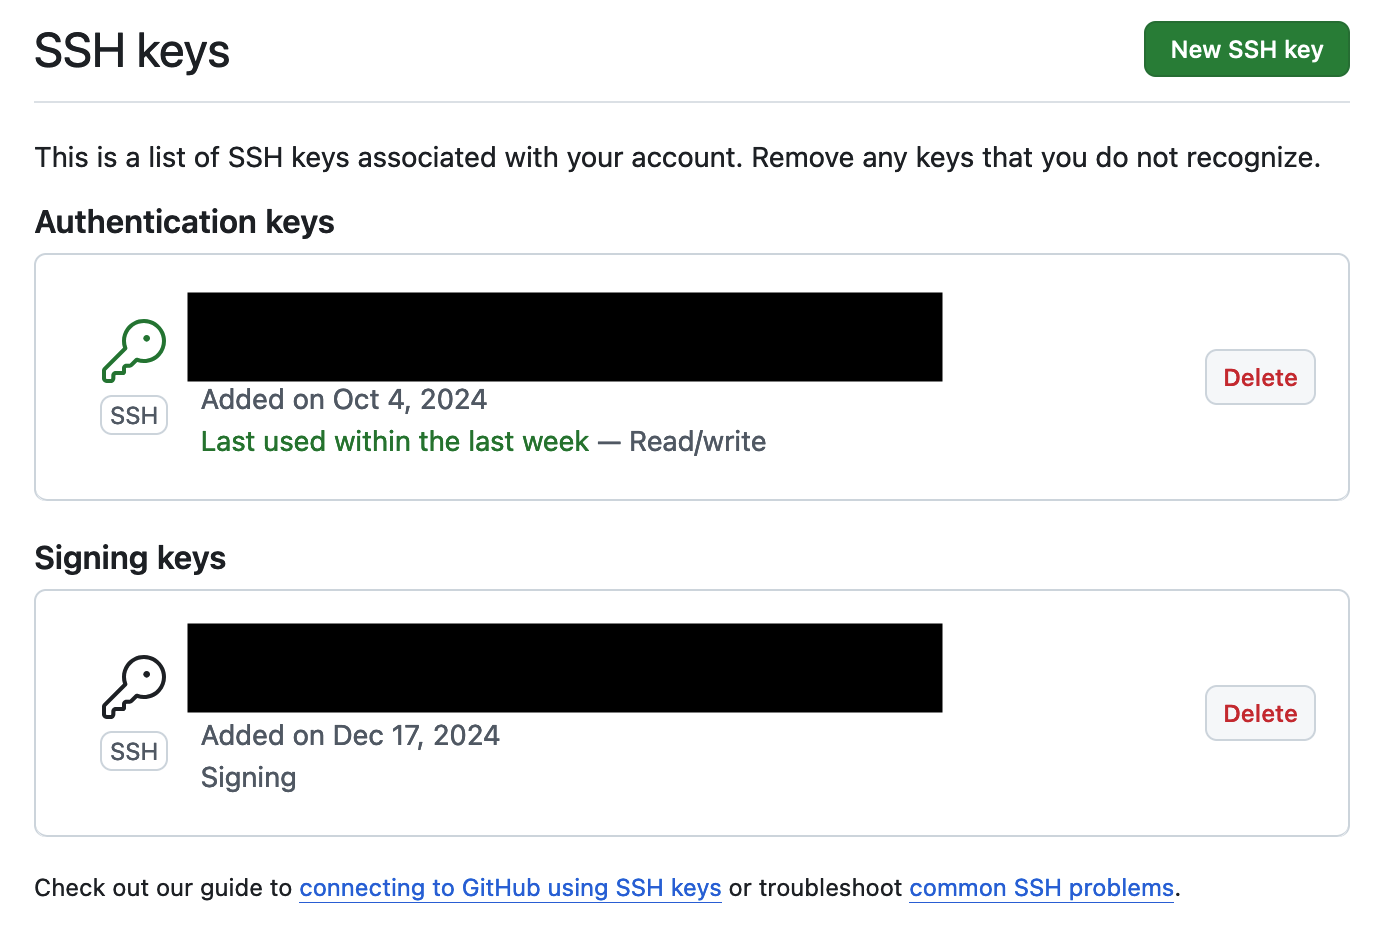 SSH keys
New SSH key
This is a list of SSH keys associated with your account. Remove any keys that you do not recognize.
Authentication keys
SSH
Added on Oct 4, 2024
Last used within the last week — Read/write
Delete
Signing keys
SSH
Added on Dec 17, 2024
Signing
Delete
Check out our guide to connecting to GitHub using SSH keys or troubleshoot common SSH problems.